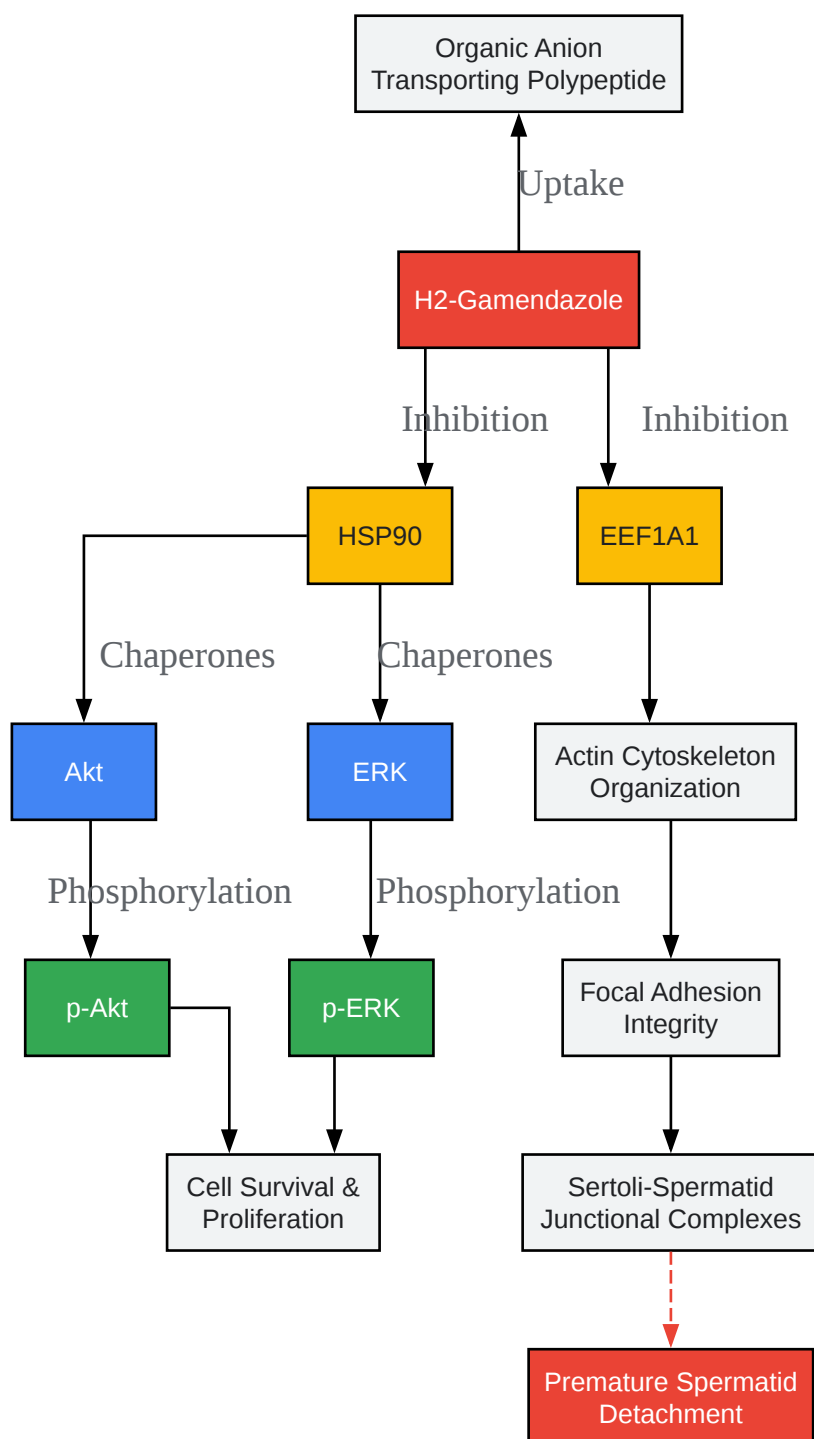 Organic Anion
Transporting Polypeptide
Uptake
H2-Gamendazole
Inhibition
Inhibition
HSP90
EEF1A1
Chaperones
Chaperones
Akt
ERK
Actin Cytoskeleton
Organization
Phosphorylation
Phosphorylation
p-Akt
p-ERK
Focal Adhesion
Integrity
Cell Survival &
Proliferation
Sertoli-Spermatid
Junctional Complexes
Premature Spermatid
Detachment